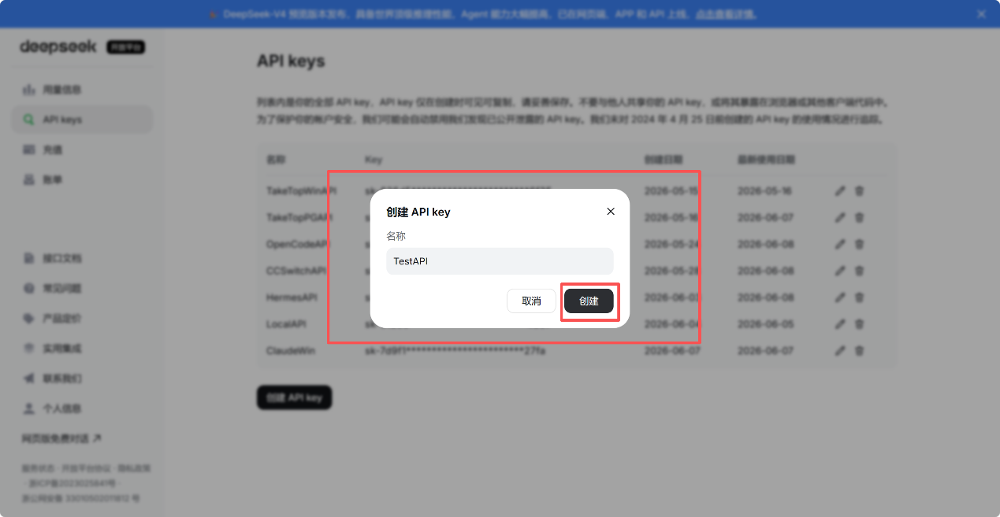 DeepSeek-V4 预览版本发布，具备世界顶级推理性能，Agent 能力大幅提高，已在网页端、APP 和 API 上线，点击查看详情。
deepseek 开放平台
用量信息
API keys
充值
账单
接口文档
常见问题
产品定价
实用集成
联系我们
个人信息
网页版免费对话
服务状态 · 开放平台协议 · 隐私政策
· 浙ICP备2023025841号 ·
浙公网安备 33010502011812 号
API keys
列表内是你的全部 API key，API key 仅在创建时可见可复制，请妥善保存。不要与他人共享你的 API key，或将其暴露在浏览器或其他客户端代码中。
为了保护你的帐户安全，我们可能会自动禁用我们发现已公开泄露的 API key。我们未对 2024 年 4 月 25 日前创建的 API key 的使用情况进行追踪。
名称 Key 创建日期 最新使用日期
TakeTopWinAPI 2026-05-15 2026-05-16
TakeTopPGAPI 2026-05-16 2026-06-07
OpenCodeAPI 2026-05-24 2026-06-08
CCSwitchAPI 2026-05-28 2026-06-08
HermesAPI 2026-06-03 2026-06-08
LocalAPI 2026-06-04 2026-06-05
ClaudeWin sk-7d9f1***********************27fa 2026-06-07 2026-06-07
创建 API key
创建 API key
名称
TestAPI
取消 创建